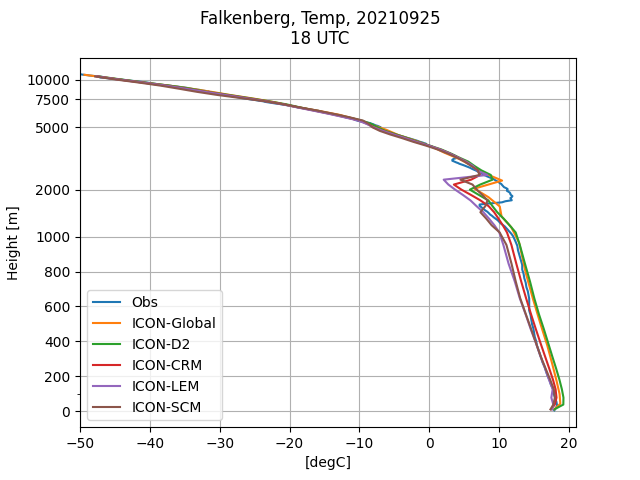 Falkenberg, Temp, 20210925
18 UTC
10000
7500
5000
2000
1000
800
600
400
200
0
Height [m]
Obs
ICON-Global
ICON-D2
ICON-CRM
ICON-LEM
ICON-SCM
−50 −40 −30 −20 −10 0 10 20
[degC]